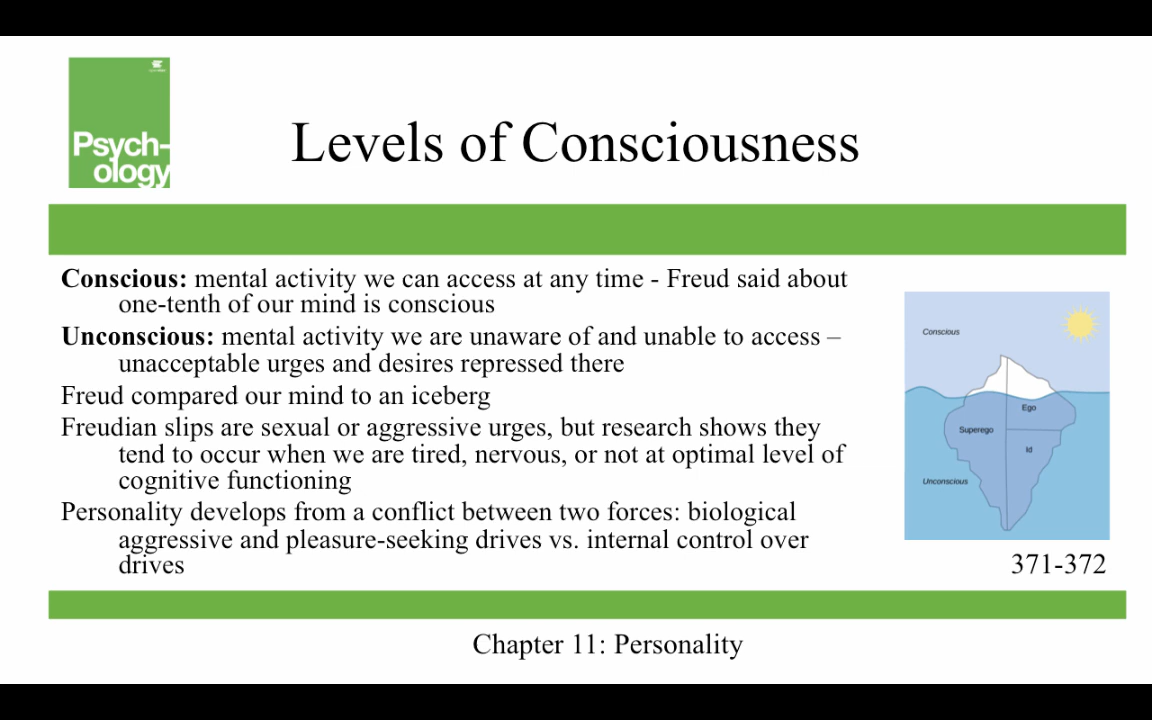 Psych-
ology
Levels of Consciousness
Conscious: mental activity we can access at any time - Freud said about
one-tenth of our mind is conscious
Unconscious: mental activity we are unaware of and unable to access –
unacceptable urges and desires repressed there
Freud compared our mind to an iceberg
Freudian slips are sexual or aggressive urges, but research shows they
tend to occur when we are tired, nervous, or not at optimal level of
cognitive functioning
Personality develops from a conflict between two forces: biological
aggressive and pleasure-seeking drives vs. internal control over
drives
Conscious
Ego
Superego
Id
Unconscious
371-372
Chapter 11: Personality